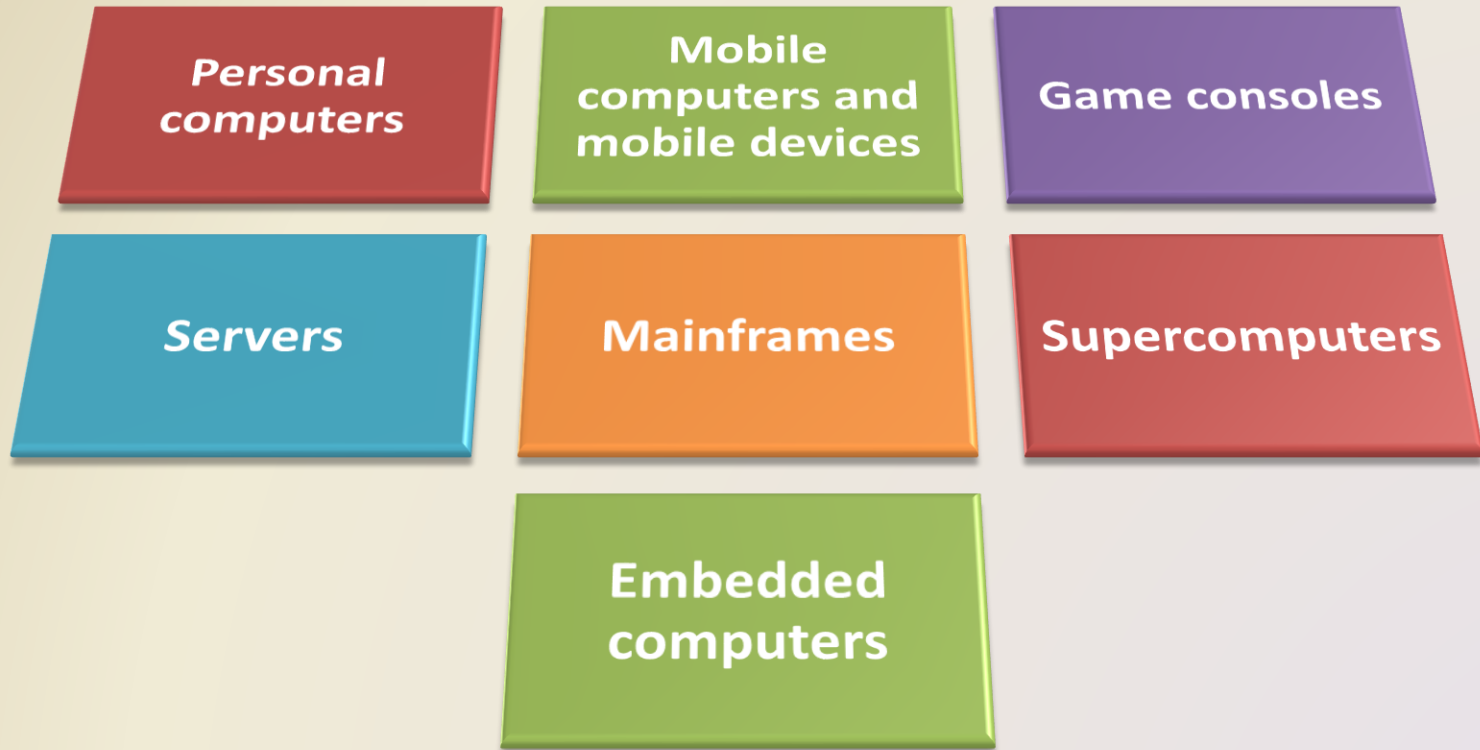 Personal
computers
Mobile
computers and
mobile devices
Game consoles
Servers
Mainframes
Supercomputers
Embedded
computers